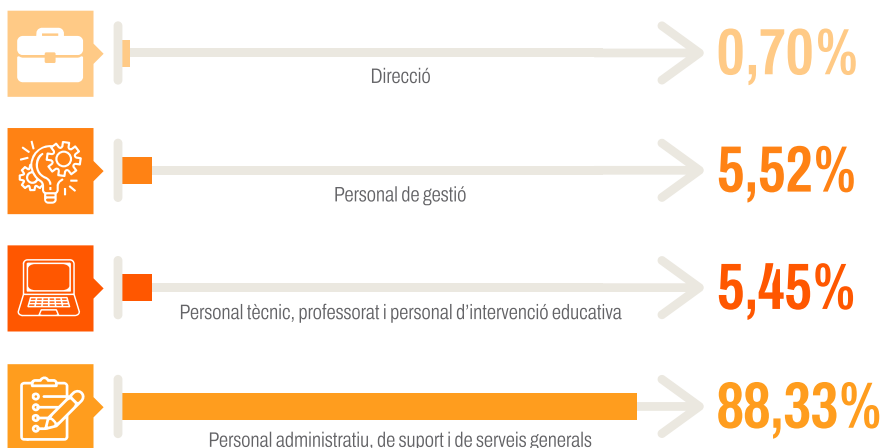 0,70%
Direcció
5,52%
Personal de gestió
5,45%
Personal tècnic, professorat i personal d’intervenció educativa
88,33%
Personal administratiu, de suport i de serveis generals